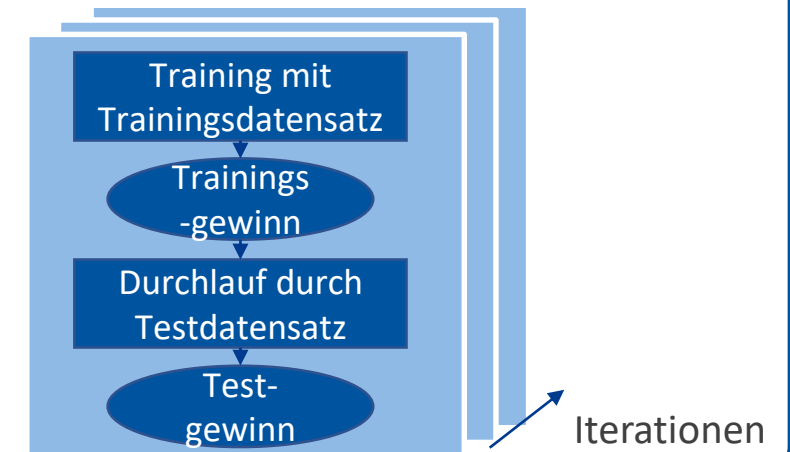 Training mit
Trainingsdatensatz
Trainings
-gewinn
Durchlauf durch
Testdatensatz
Test-
gewinn
Iterationen